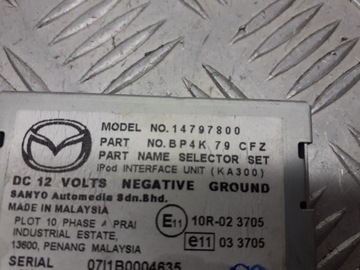 MODEL NO. 14797800
PART NO. BP4K 79 CFZ
PART NAME SELECTOR SET
iPod INTERFACE UNIT (KA300)
DC 12 VOLTS NEGATIVE GROUND
SANYO Automedia Sdn.Bhd.
MADE IN MALAYSIA
PLOT 10 PHASE 4 PRAI
INDUSTRIAL ESTATE,
13600, PENANG MALAYSIA
E11 10R-02 3705
e11 03 3705
SERIAL 07I1B0004635